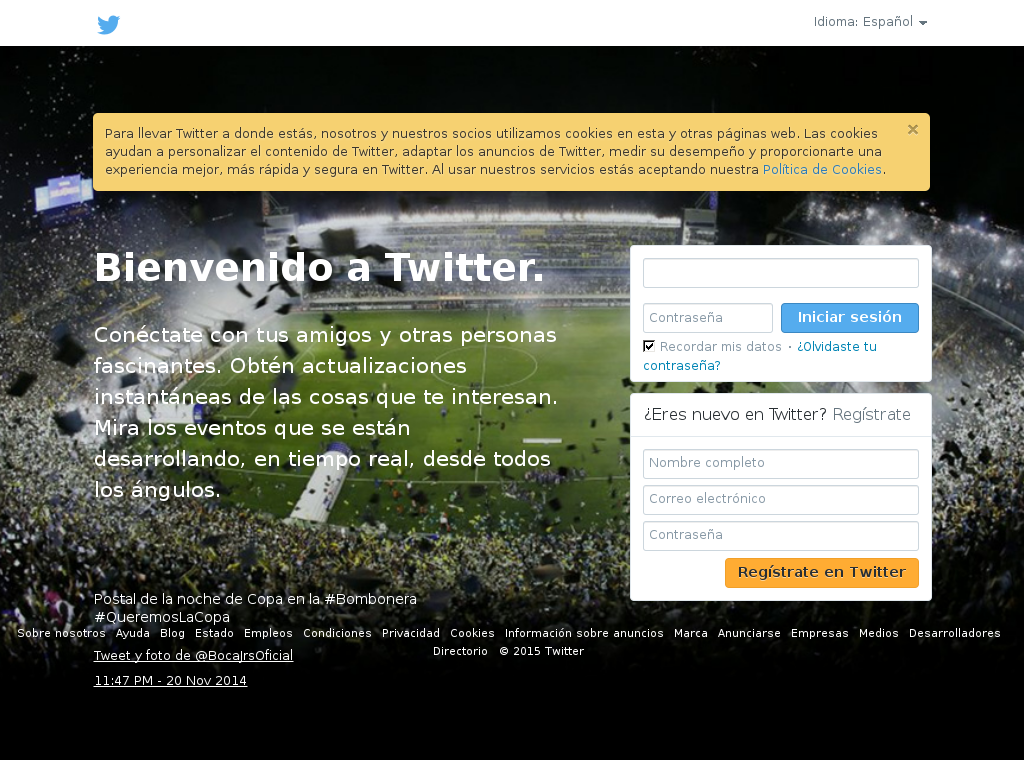 Idioma: Español
Para llevar Twitter a donde estás, nosotros y nuestros socios utilizamos cookies en esta y otras páginas web. Las cookies
ayudan a personalizar el contenido de Twitter, adaptar los anuncios de Twitter, medir su desempeño y proporcionarte una
experiencia mejor, más rápida y segura en Twitter. Al usar nuestros servicios estás aceptando nuestra Política de Cookies.
×
Bienvenido a Twitter.
Conéctate con tus amigos y otras personas
fascinantes. Obtén actualizaciones
instantáneas de las cosas que te interesan.
Mira los eventos que se están
desarrollando, en tiempo real, desde todos
los ángulos.
Contraseña
Iniciar sesión
Recordar mis datos · ¿Olvidaste tu
contraseña?
¿Eres nuevo en Twitter? Regístrate
Nombre completo
Correo electrónico
Contraseña
Regístrate en Twitter
Postal de la noche de Copa en la #Bombonera
#QueremosLaCopa
Sobre nosotros Ayuda Blog Estado Empleos Condiciones Privacidad Cookies Información sobre anuncios Marca Anunciarse Empresas Medios Desarrolladores
Directorio © 2015 Twitter
Tweet y foto de @BocaJrsOficial
11:47 PM - 20 Nov 2014